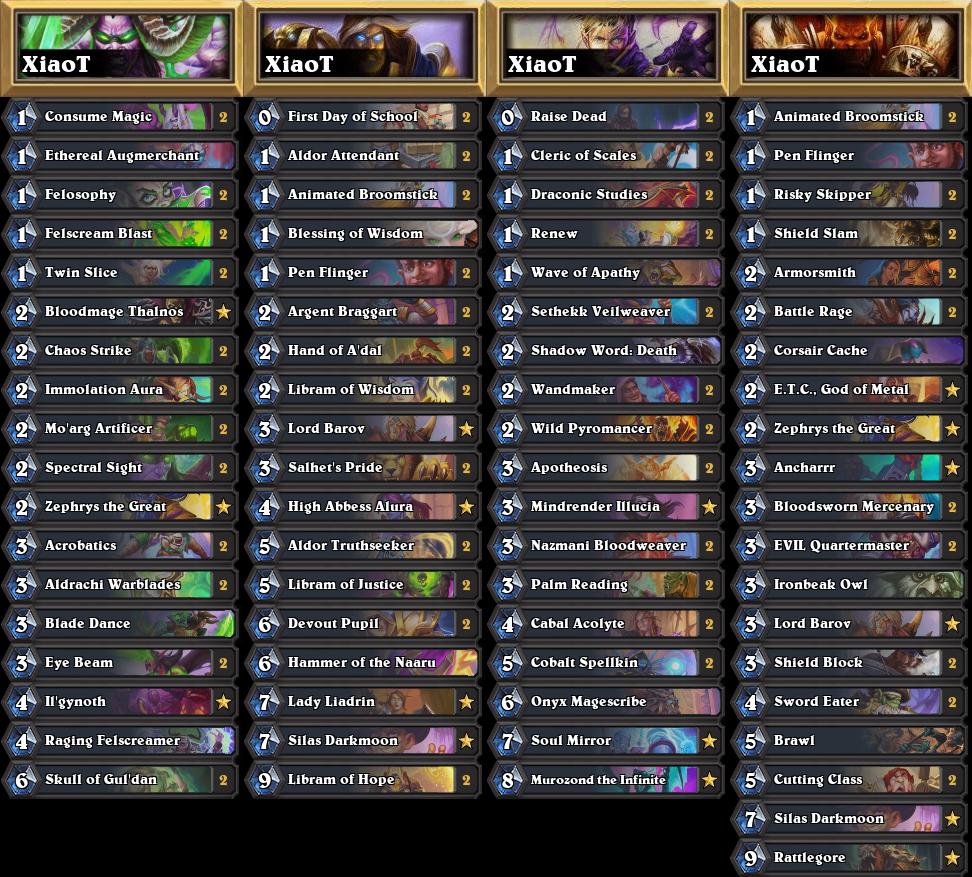 XiaoT
1 Consume Magic 2
1 Ethereal Augmerchant
1 Felosophy 2
1 Felscream Blast 2
1 Twin Slice 2
2 Bloodmage Thalnos
2 Chaos Strike 2
2 Immolation Aura 2
2 Mo'arg Artificer 2
2 Spectral Sight 2
2 Zephrys the Great
3 Acrobatics 2
3 Aldrachi Warblades 2
3 Blade Dance
3 Eye Beam 2
4 Il'gynoth
4 Raging Felscreamer
6 Skull of Gul'dan 2
XiaoT
0 First Day of School 2
1 Aldor Attendant 2
1 Animated Broomstick 2
1 Blessing of Wisdom
1 Pen Flinger 2
2 Argent Braggart 2
2 Hand of A'dal 2
2 Libram of Wisdom 2
3 Lord Barov
3 Salhet's Pride 2
4 High Abbess Alura
5 Aldor Truthseeker 2
5 Libram of Justice 2
6 Devout Pupil 2
6 Hammer of the Naaru
7 Lady Liadrin
7 Silas Darkmoon
9 Libram of Hope 2
XiaoT
0 Raise Dead 2
1 Cleric of Scales 2
1 Draconic Studies 2
1 Renew 2
1 Wave of Apathy
2 Sethekk Veilweaver 2
2 Shadow Word: Death
2 Wandmaker 2
2 Wild Pyromancer 2
3 Apotheosis 2
3 Mindrender Illucia
3 Nazmani Bloodweaver 2
3 Palm Reading 2
4 Cabal Acolyte 2
5 Cobalt Spellkin 2
6 Onyx Magescribe
7 Soul Mirror
8 Murozond the Infinite
XiaoT
1 Animated Broomstick 2
1 Pen Flinger
1 Risky Skipper 2
1 Shield Slam 2
2 Armorsmith 2
2 Battle Rage 2
2 Corsair Cache
2 E.T.C., God of Metal
2 Zephrys the Great
3 Ancharrr
3 Bloodsworn Mercenary 2
3 EVIL Quartermaster 2
3 Ironbeak Owl
3 Lord Barov
3 Shield Block 2
4 Sword Eater 2
5 Brawl
5 Cutting Class 2
7 Silas Darkmoon
9 Rattlegore